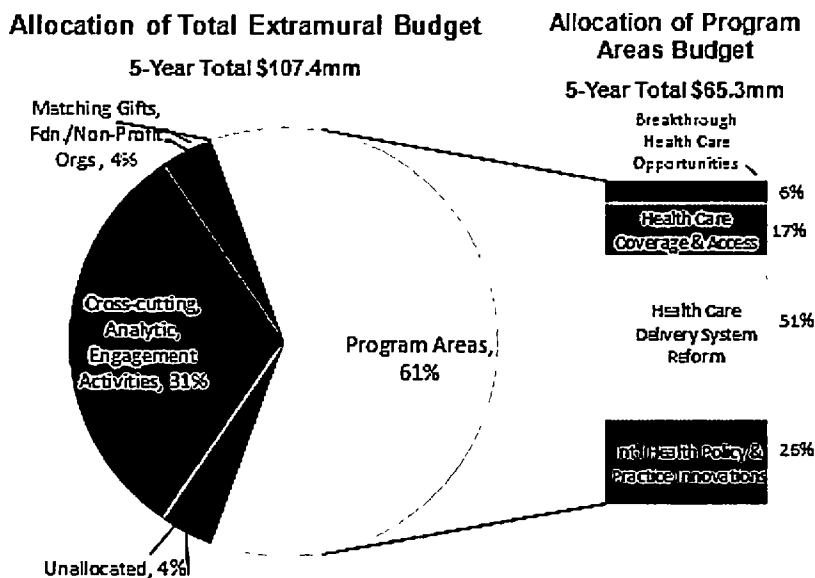 Allocation of Total Extramural Budget
5-Year Total $107.4mm
Matching Gifts,
Fdn./Non-Profit
Orgs, 4%
Cross-cutting,
Analytic,
Engagement
Activities, 31%
Program Areas,
61%
Unallocated, 4%
Allocation of Program
Areas Budget
5-Year Total $65.3mm
Breakthrough
Health Care
Opportunities
6%
Health Care
Coverage & Access
17%
Health Care
Delivery System
Reform
51%
Int'l Health Policy &
Practice Innovations
26%